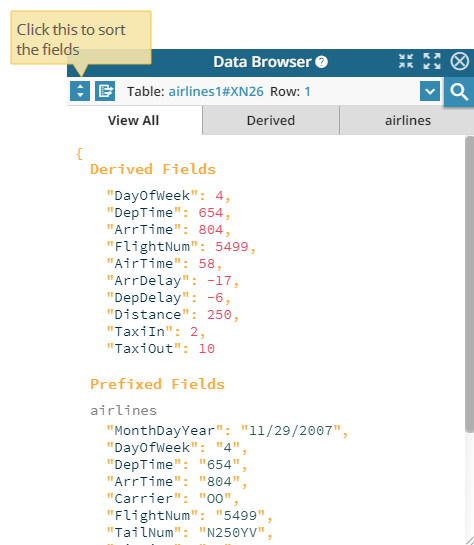 Click this to sort
the fields
Data Browser ?
Table: airlines1#XN26 Row: 1
View All Derived airlines
{
Derived Fields
"DayOfWeek": 4,
"DepTime": 654,
"ArrTime": 804,
"FlightNum": 5499,
"AirTime": 58,
"ArrDelay": -17,
"DepDelay": -6,
"Distance": 250,
"TaxiIn": 2,
"TaxiOut": 10
Prefixed Fields
airlines
"MonthDayYear": "11/29/2007",
"DayOfWeek": "4",
"DepTime": "654",
"ArrTime": "804",
"Carrier": "OO",
"FlightNum": "5499",
"TailNum": "N250YV",